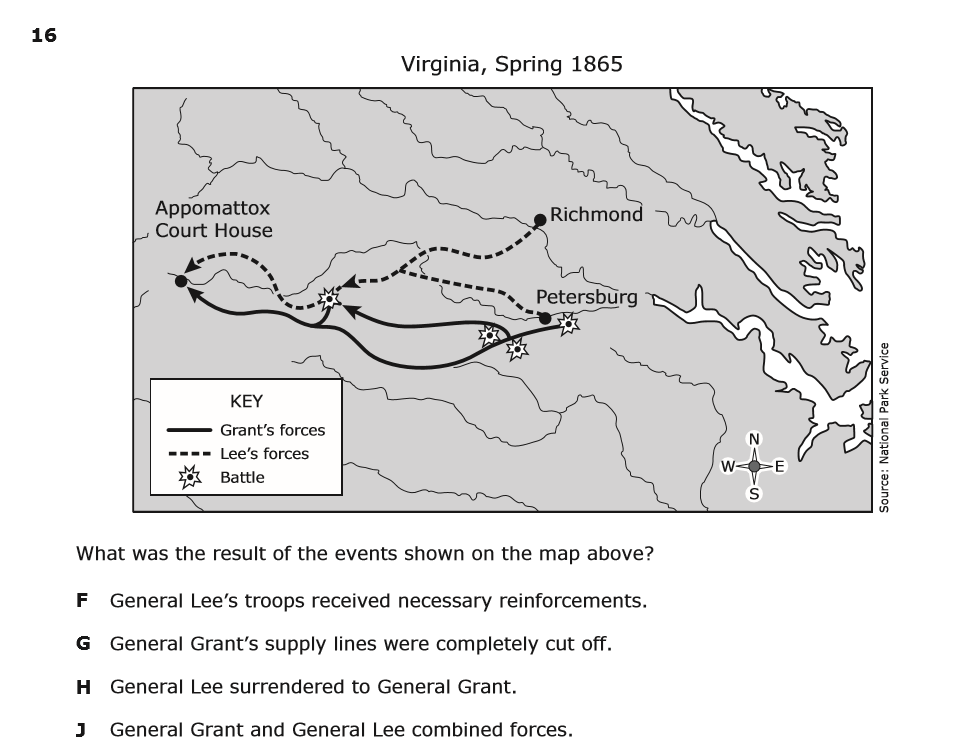 16
Virginia, Spring 1865
Richmond
Appomattox
Court House
Petersburg
KEY
Grant's forces
Lee's forces
Battle
N
W E
S
Source: National Park Service
What was the result of the events shown on the map above?
F General Lee's troops received necessary reinforcements.
G General Grant's supply lines were completely cut off.
H General Lee surrendered to General Grant.
J General Grant and General Lee combined forces.